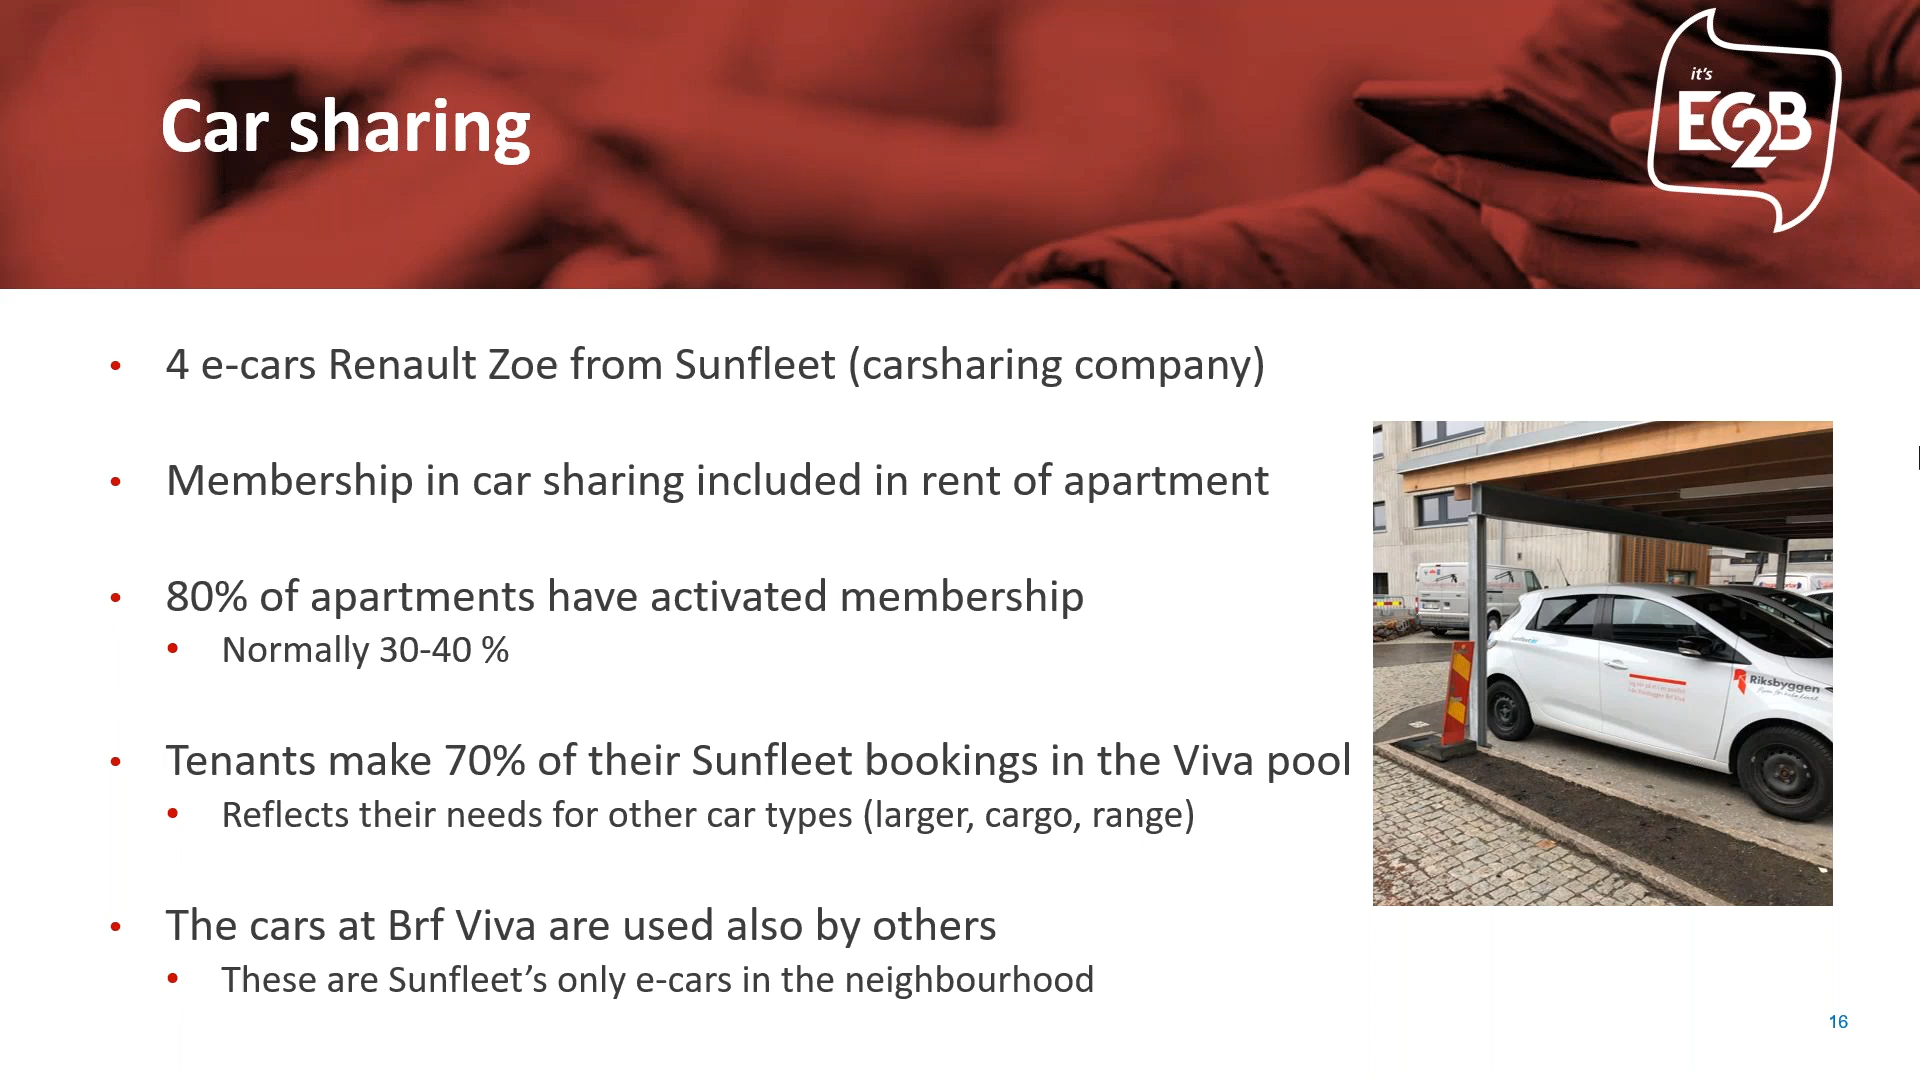 Car sharing
it's
EC2B
• 4 e-cars Renault Zoe from Sunfleet (carsharing company)
• Membership in car sharing included in rent of apartment
• 80% of apartments have activated membership
• Normally 30-40 %
• Tenants make 70% of their Sunfleet bookings in the Viva pool
• Reflects their needs for other car types (larger, cargo, range)
• The cars at Brf Viva are used also by others
• These are Sunfleet’s only e-cars in the neighbourhood
Riksbyggen
16